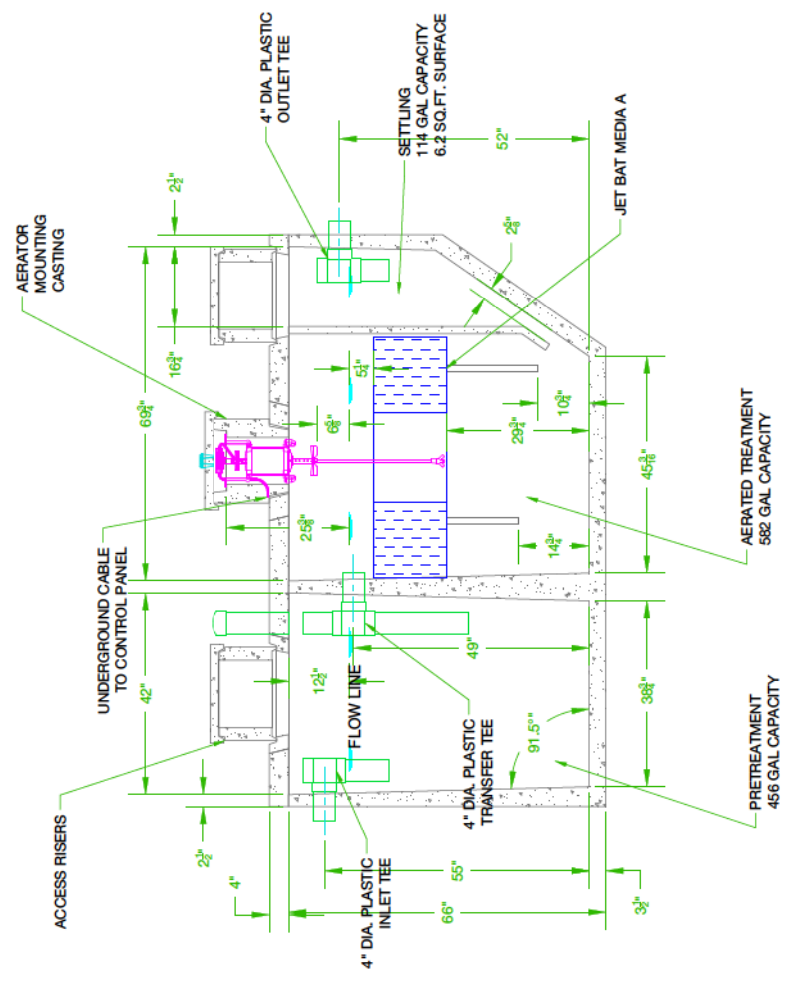 AERATOR
MOUNTING
CASTING
4" DIA. PLASTIC
OUTLET TEE
SETTLING
114 GAL CAPACITY
6.2 SQ.FT. SURFACE
JET BAT MEDIA A
2½"
16¾"
69¾"
52"
2⅝"
5¼"
6⅝"
10¾"
29¾"
45 3/16"
25⅜"
14¾"
AERATED TREATMENT
582 GAL CAPACITY
UNDERGROUND CABLE
TO CONTROL PANEL
42"
12½"
49"
38¾"
FLOW LINE
91.5°
4" DIA. PLASTIC
TRANSFER TEE
PRETREATMENT
456 GAL CAPACITY
ACCESS RISERS
2½"
4"
4" DIA. PLASTIC
INLET TEE
55"
66"
3½"